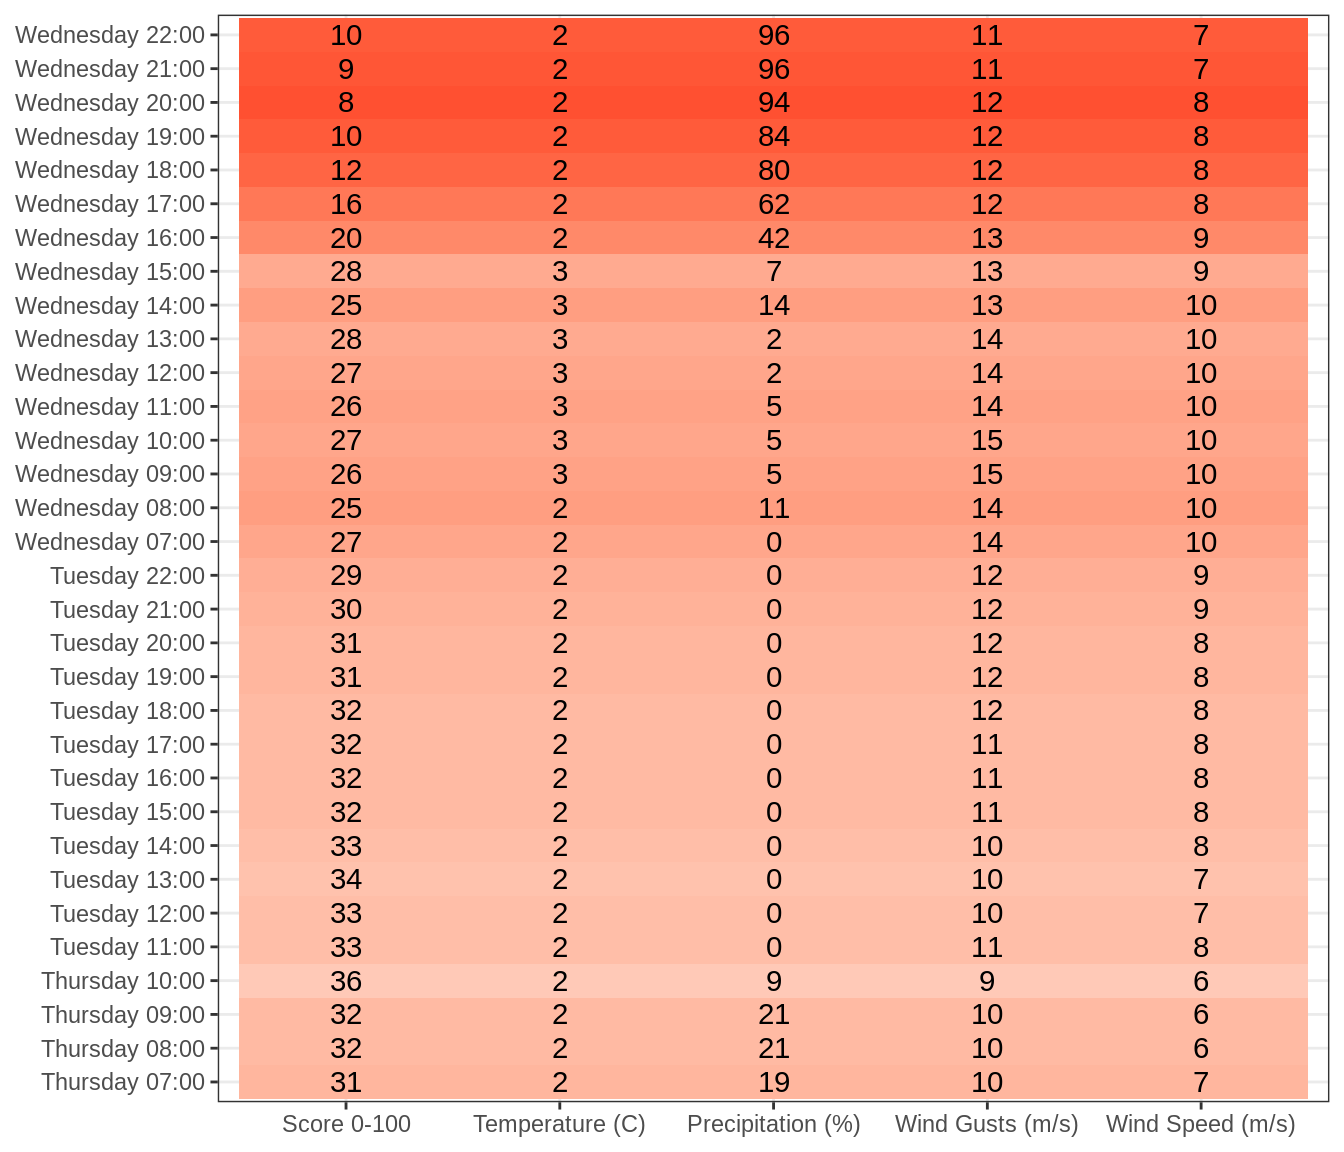 Wednesday 22:00 10 2 96 11 7
Wednesday 21:00 9 2 96 11 7
Wednesday 20:00 8 2 94 12 8
Wednesday 19:00 10 2 84 12 8
Wednesday 18:00 12 2 80 12 8
Wednesday 17:00 16 2 62 12 8
Wednesday 16:00 20 2 42 13 9
Wednesday 15:00 28 3 7 13 9
Wednesday 14:00 25 3 14 13 10
Wednesday 13:00 28 3 2 14 10
Wednesday 12:00 27 3 2 14 10
Wednesday 11:00 26 3 5 14 10
Wednesday 10:00 27 3 5 15 10
Wednesday 09:00 26 3 5 15 10
Wednesday 08:00 25 2 11 14 10
Wednesday 07:00 27 2 0 14 10
Tuesday 22:00 29 2 0 12 9
Tuesday 21:00 30 2 0 12 9
Tuesday 20:00 31 2 0 12 8
Tuesday 19:00 31 2 0 12 8
Tuesday 18:00 32 2 0 12 8
Tuesday 17:00 32 2 0 11 8
Tuesday 16:00 32 2 0 11 8
Tuesday 15:00 32 2 0 11 8
Tuesday 14:00 33 2 0 10 8
Tuesday 13:00 34 2 0 10 7
Tuesday 12:00 33 2 0 10 7
Tuesday 11:00 33 2 0 11 8
Thursday 10:00 36 2 9 9 6
Thursday 09:00 32 2 21 10 6
Thursday 08:00 32 2 21 10 6
Thursday 07:00 31 2 19 10 7
Score 0-100 Temperature (C) Precipitation (%) Wind Gusts (m/s) Wind Speed (m/s)